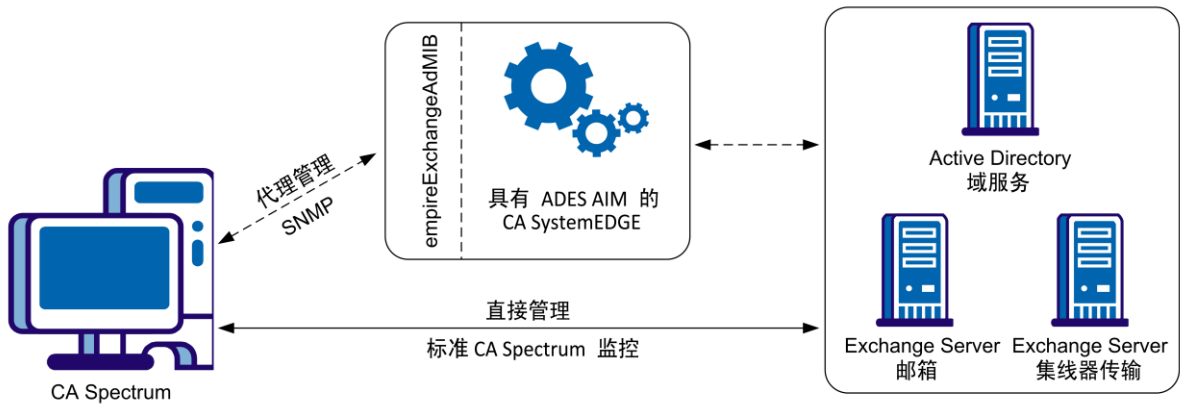 CA Spectrum
代理管理
SNMP
empireExchangeAdMIB
具有 ADES AIM 的
CA SystemEDGE
直接管理
标准 CA Spectrum 监控
Active Directory
域服务
Exchange Server
邮箱
Exchange Server
集线器传输